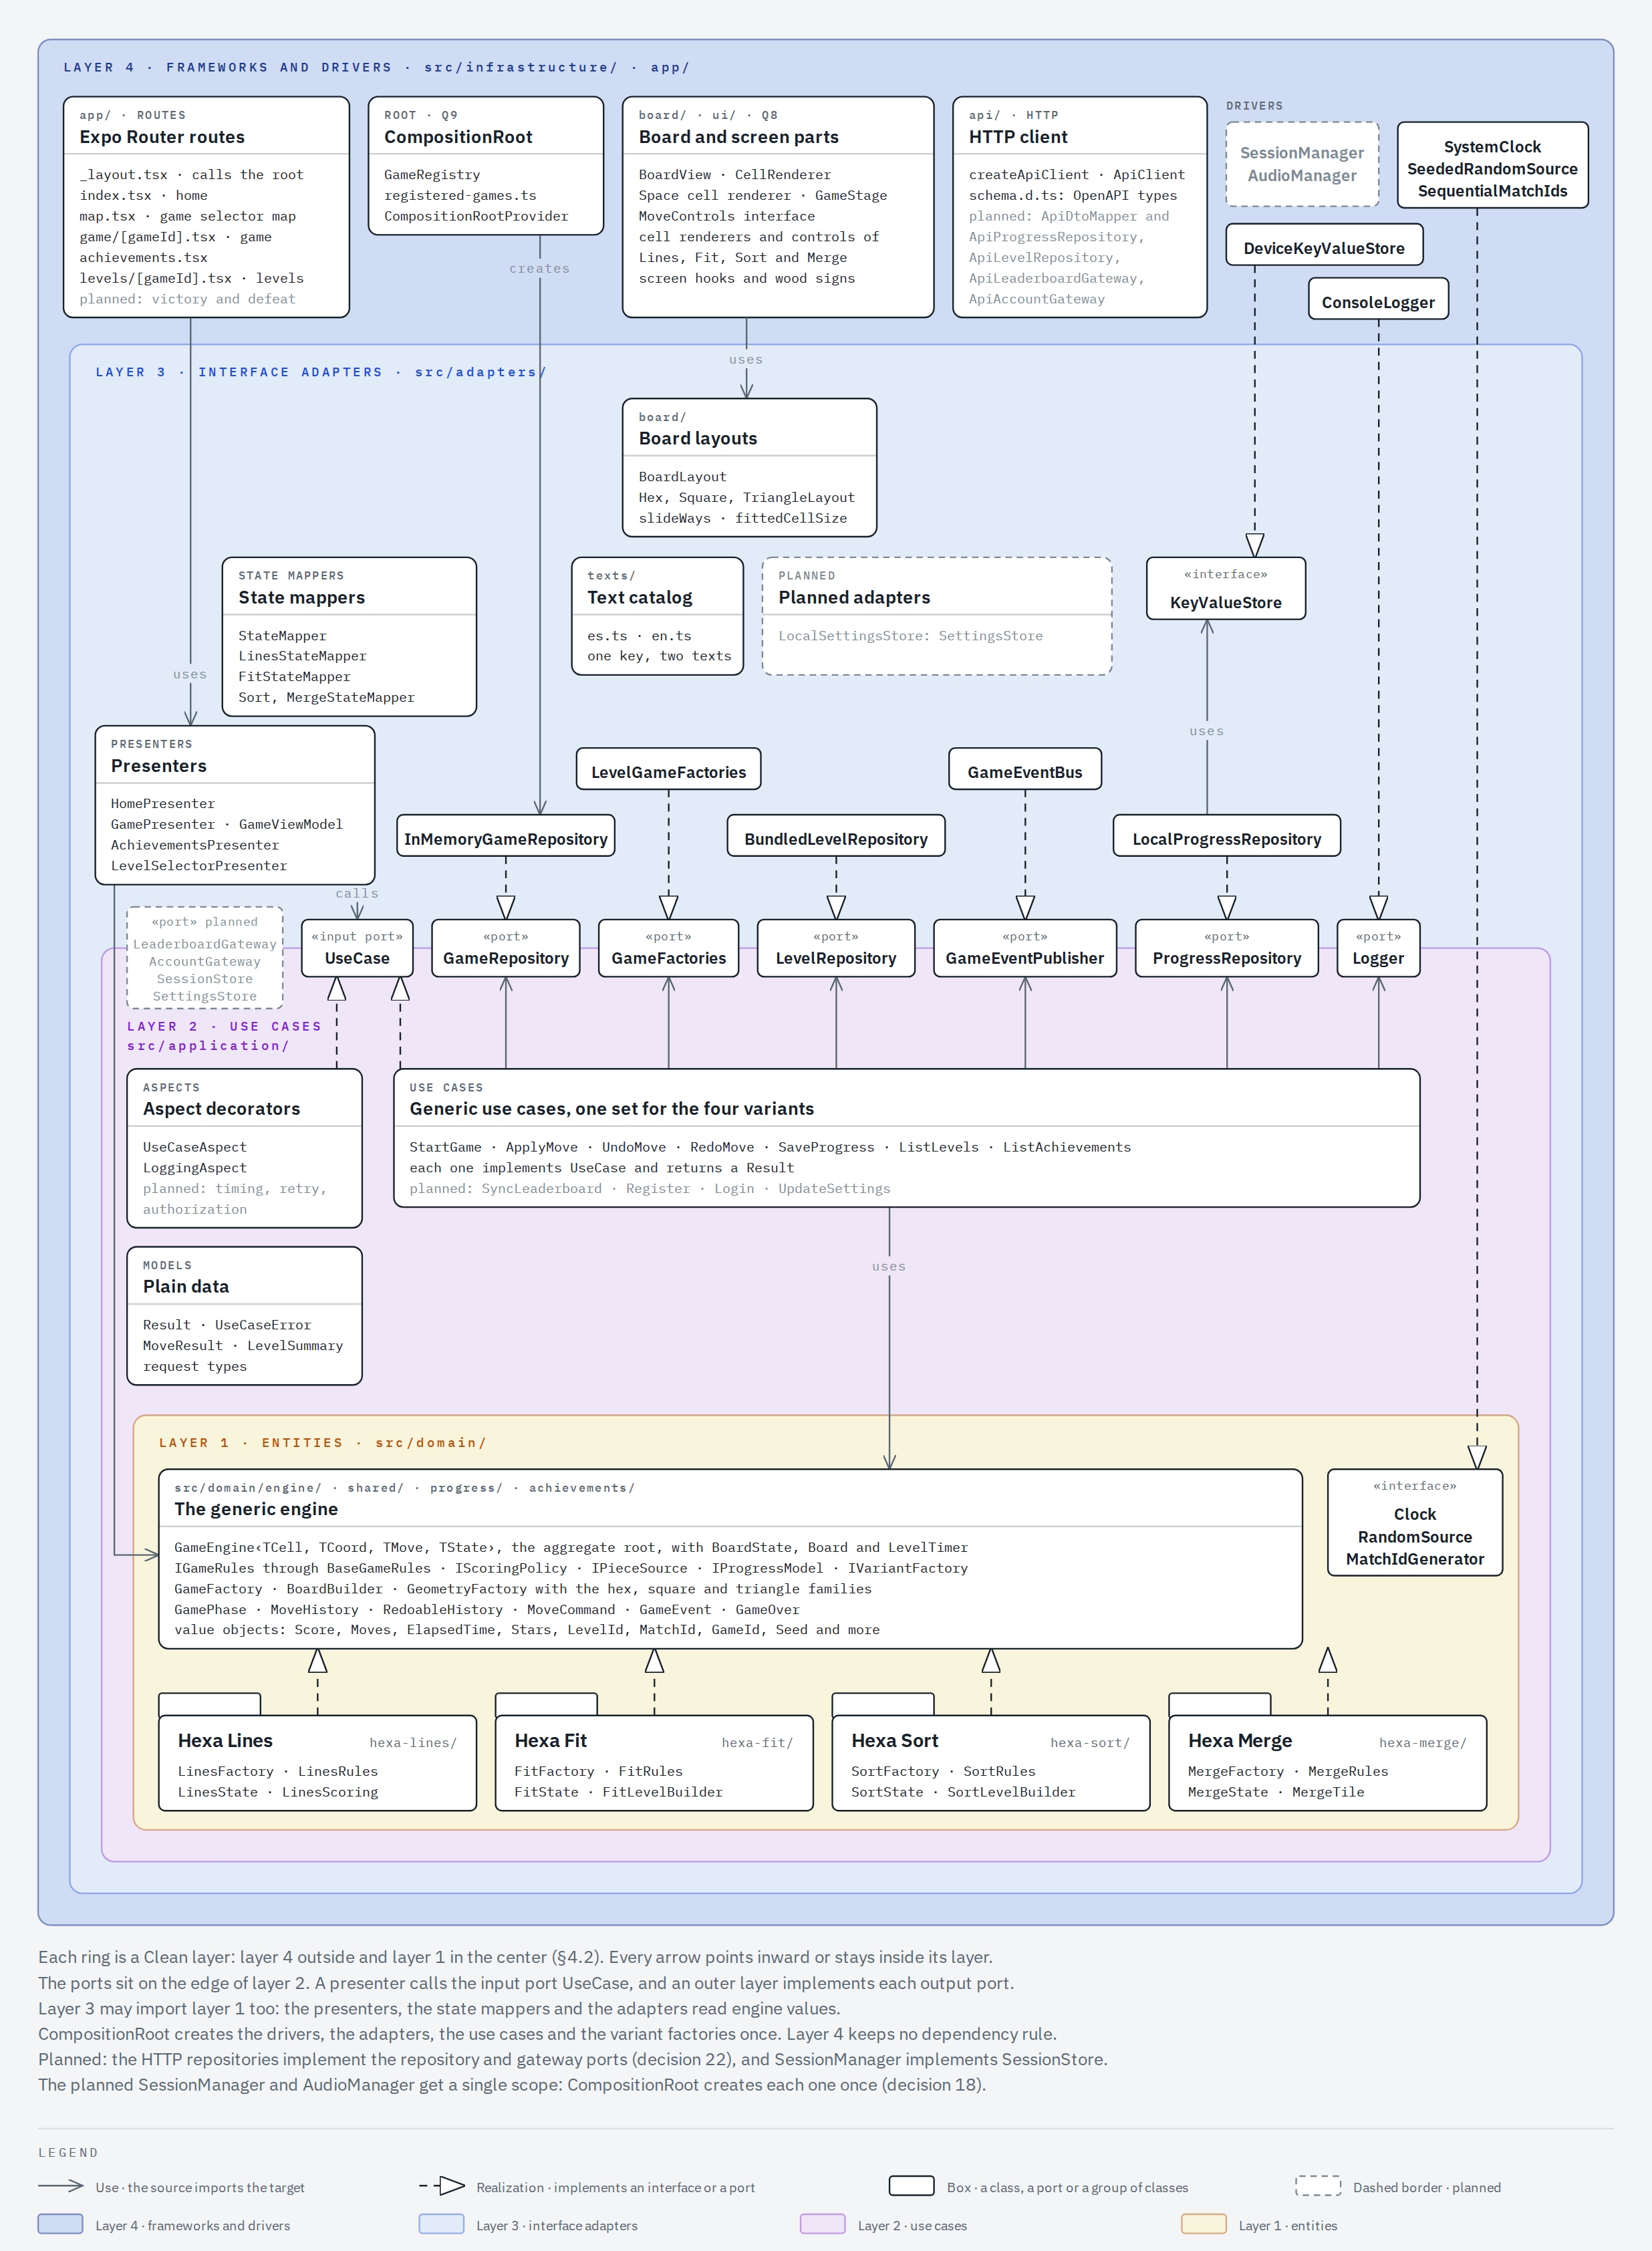 LAYER 4 · FRAMEWORKS AND DRIVERS · src/infrastructure/ · app/
app/ · ROUTES
Expo Router routes
_layout.tsx · calls the root
index.tsx · home
map.tsx · game selector map
game/[gameId].tsx · game
achievements.tsx
levels/[gameId].tsx · levels
planned: victory and defeat
ROOT · Q9
CompositionRoot
GameRegistry
registered-games.ts
CompositionRootProvider
board/ · ui/ · Q8
Board and screen parts
BoardView · CellRenderer
Space cell renderer · GameStage
MoveControls interface
cell renderers and controls of
Lines, Fit, Sort and Merge
screen hooks and wood signs
api/ · HTTP
HTTP client
createApiClient · ApiClient
schema.d.ts: OpenAPI types
planned: ApiDtoMapper and
ApiProgressRepository,
ApiLevelRepository,
ApiLeaderboardGateway,
ApiAccountGateway
DRIVERS
SessionManager
AudioManager
SystemClock
SeededRandomSource
SequentialMatchIds
DeviceKeyValueStore
ConsoleLogger
creates
uses
LAYER 3 · INTERFACE ADAPTERS · src/adapters/
board/
Board layouts
BoardLayout
Hex, Square, TriangleLayout
slideWays · fittedCellSize
STATE MAPPERS
State mappers
StateMapper
LinesStateMapper
FitStateMapper
Sort, MergeStateMapper
texts/
Text catalog
es.ts · en.ts
one key, two texts
PLANNED
Planned adapters
LocalSettingsStore: SettingsStore
«interface»
KeyValueStore
uses
uses
PRESENTERS
Presenters
HomePresenter
GamePresenter · GameViewModel
AchievementsPresenter
LevelSelectorPresenter
LevelGameFactories
GameEventBus
InMemoryGameRepository
BundledLevelRepository
LocalProgressRepository
calls
«port» planned
LeaderboardGateway
AccountGateway
SessionStore
SettingsStore
«input port»
UseCase
«port»
GameRepository
«port»
GameFactories
«port»
LevelRepository
«port»
GameEventPublisher
«port»
ProgressRepository
«port»
Logger
LAYER 2 · USE CASES
src/application/
ASPECTS
Aspect decorators
UseCaseAspect
LoggingAspect
planned: timing, retry,
authorization
USE CASES
Generic use cases, one set for the four variants
StartGame · ApplyMove · UndoMove · RedoMove · SaveProgress · ListLevels · ListAchievements
each one implements UseCase and returns a Result
planned: SyncLeaderboard · Register · Login · UpdateSettings
MODELS
Plain data
Result · UseCaseError
MoveResult · LevelSummary
request types
uses
LAYER 1 · ENTITIES · src/domain/
src/domain/engine/ · shared/ · progress/ · achievements/
The generic engine
GameEngine‹TCell, TCoord, TMove, TState›, the aggregate root, with BoardState, Board and LevelTimer
IGameRules through BaseGameRules · IScoringPolicy · IPieceSource · IProgressModel · IVariantFactory
GameFactory · BoardBuilder · GeometryFactory with the hex, square and triangle families
GamePhase · MoveHistory · RedoableHistory · MoveCommand · GameEvent · GameOver
value objects: Score, Moves, ElapsedTime, Stars, LevelId, MatchId, GameId, Seed and more
«interface»
Clock
RandomSource
MatchIdGenerator
Hexa Lines hexa-lines/
LinesFactory · LinesRules
LinesState · LinesScoring
Hexa Fit hexa-fit/
FitFactory · FitRules
FitState · FitLevelBuilder
Hexa Sort hexa-sort/
SortFactory · SortRules
SortState · SortLevelBuilder
Hexa Merge hexa-merge/
MergeFactory · MergeRules
MergeState · MergeTile
Each ring is a Clean layer: layer 4 outside and layer 1 in the center (§4.2). Every arrow points inward or stays inside its layer.
The ports sit on the edge of layer 2. A presenter calls the input port UseCase, and an outer layer implements each output port.
Layer 3 may import layer 1 too: the presenters, the state mappers and the adapters read engine values.
CompositionRoot creates the drivers, the adapters, the use cases and the variant factories once. Layer 4 keeps no dependency rule.
Planned: the HTTP repositories implement the repository and gateway ports (decision 22), and SessionManager implements SessionStore.
The planned SessionManager and AudioManager get a single scope: CompositionRoot creates each one once (decision 18).
LEGEND
Use · the source imports the target
Realization · implements an interface or a port
Box · a class, a port or a group of classes
Dashed border · planned
Layer 4 · frameworks and drivers
Layer 3 · interface adapters
Layer 2 · use cases
Layer 1 · entities